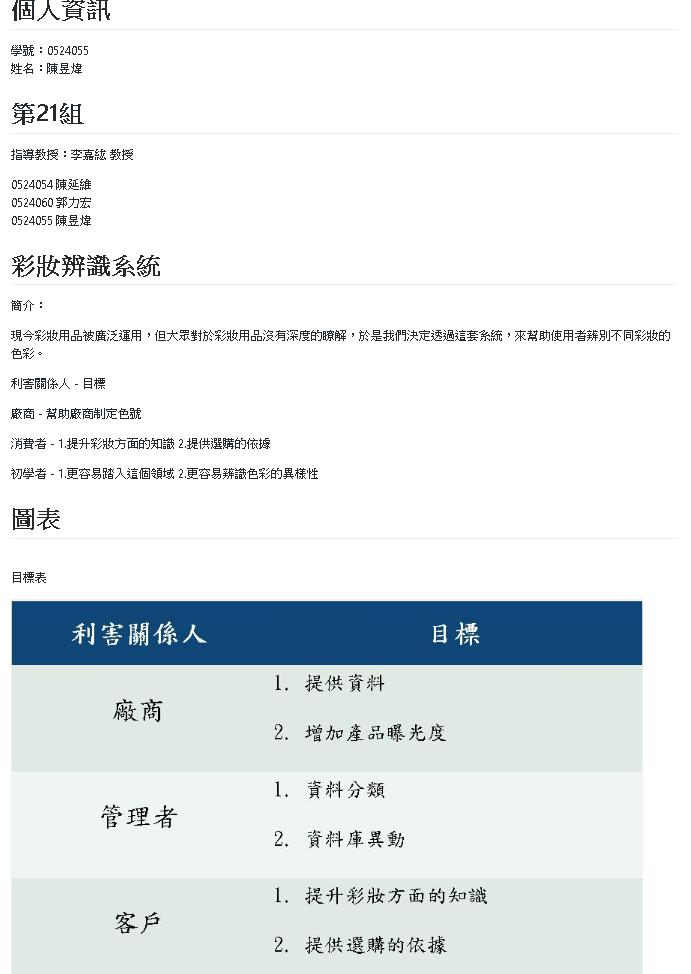 個人資訊
學號：0524055
姓名：陳昱煒
第21組
指導教授：李嘉紘 教授
0524054 陳延維
0524060 郭力宏
0524055 陳昱煒
彩妝辨識系統
簡介：
現今彩妝用品被廣泛運用，但大眾對於彩妝用品沒有深度的瞭解，於是我們決定透過這套系統，來幫助使用者辨別不同彩妝的
色彩。
利害關係人 - 目標
廠商 - 幫助廠商制定色號
消費者 - 1.提升彩妝方面的知識 2.提供選購的依據
初學者 - 1.更容易踏入這個領域 2.更容易辨識色彩的異樣性
圖表
目標表
利害關係人 目標
廠商
1. 提供資料
2. 增加產品曝光度
管理者
1. 資料分類
2. 資料庫異動
客戶
1. 提升彩妝方面的知識
2. 提供選購的依據